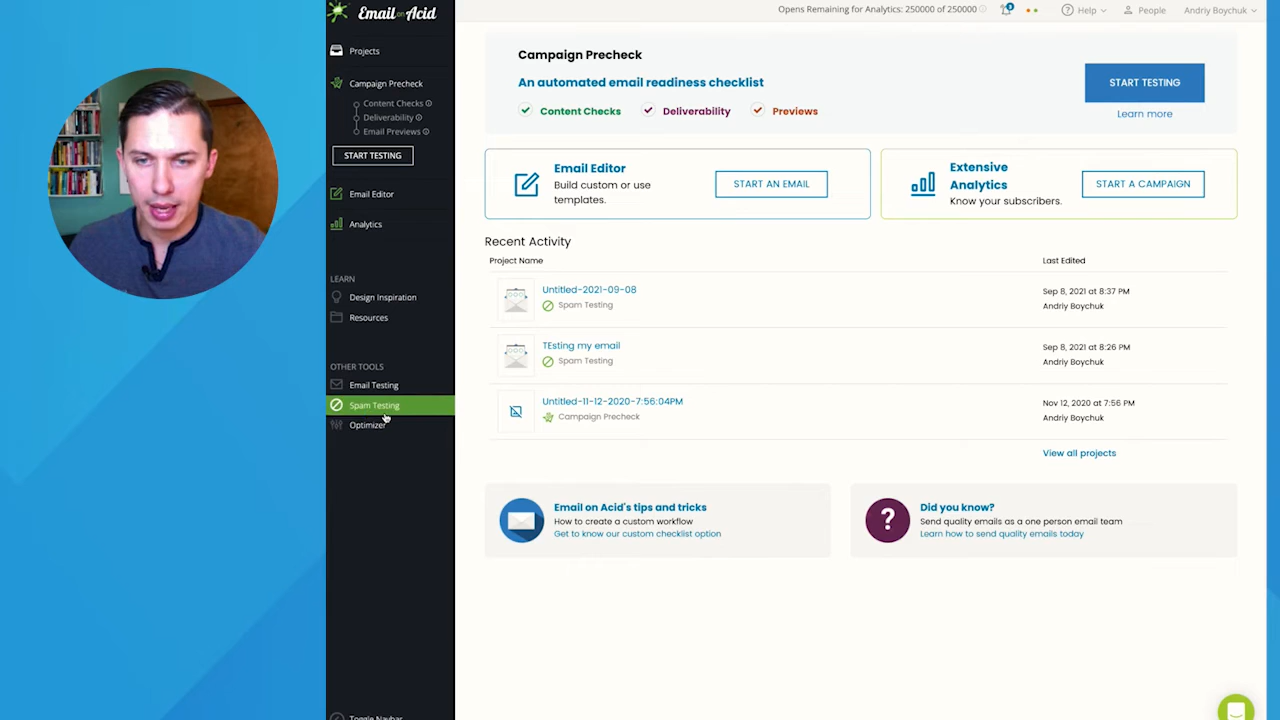 Email on Acid
Opens Remaining for Analytics: 250000 of 250000
3
Help
People
Andriy Boychuk
Projects
Campaign Precheck
Content Checks
Deliverability
Email Previews
START TESTING
Email Editor
Analytics
LEARN
Design Inspiration
Resources
OTHER TOOLS
Email Testing
Spam Testing
Optimizer
Toggle Navbar
Campaign Precheck
An automated email readiness checklist
Content Checks
Deliverability
Previews
START TESTING
Learn more
Email Editor
Build custom or use
templates.
START AN EMAIL
Extensive
Analytics
Know your subscribers.
START A CAMPAIGN
Recent Activity
Project Name
Last Edited
Untitled-2021-09-08
Spam Testing
Sep 8, 2021 at 8:37 PM
Andriy Boychuk
TEsting my email
Spam Testing
Sep 8, 2021 at 8:26 PM
Andriy Boychuk
Untitled-11-12-2020-7:56:04PM
Campaign Precheck
Nov 12, 2020 at 7:56 PM
Andriy Boychuk
View all projects
Email on Acid's tips and tricks
How to create a custom workflow
Get to know our custom checklist option
?
Did you know?
Send quality emails as a one person email team
Learn how to send quality emails today